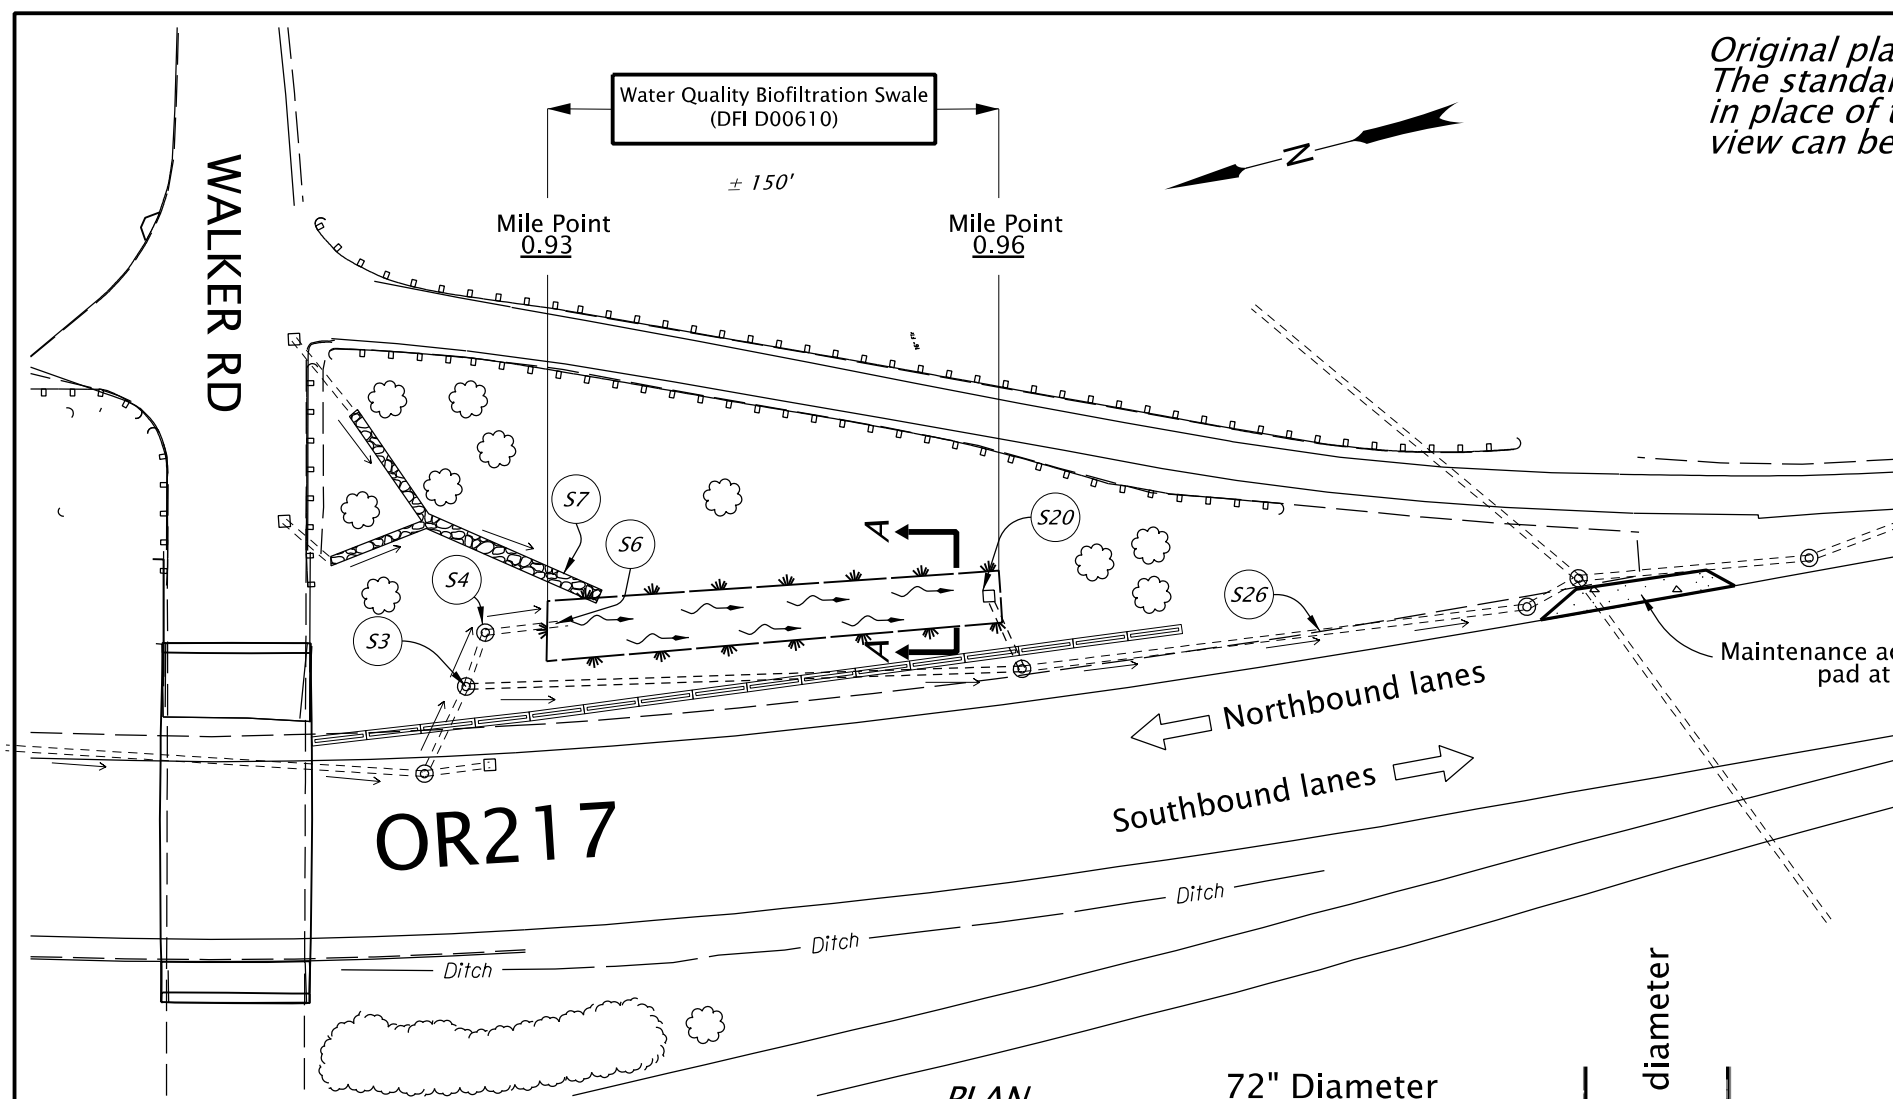 Original pla
The standar
in place of t
view can be
Water Quality Biofiltration Swale
(DFI D00610)
± 150'
N
WALKER RD
Mile Point
0.93
Mile Point
0.96
S7
S6
S4
S3
A
A
S20
S26
Maintenance ac
pad at
Northbound lanes
Southbound lanes
OR217
Ditch
Ditch
Ditch
diameter
PLAN
72" Diameter